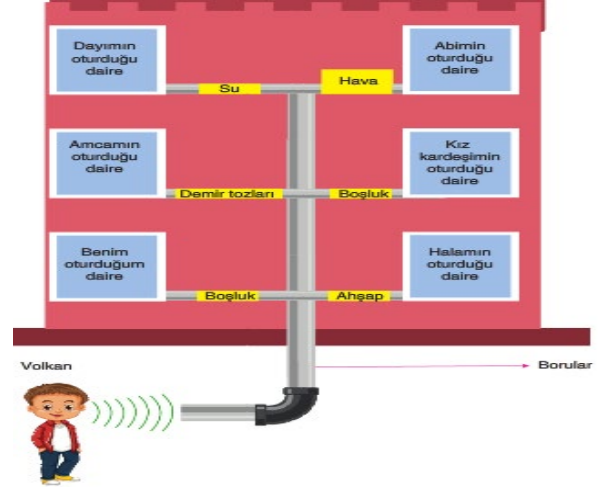 Dayımın
oturduğu
daire
Abimin
oturduğu
daire
Su
Hava
Amcamın
oturduğu
daire
Kız
kardeşimin
oturduğu
daire
Demir tozları
Boşluk
Benim
oturduğum
daire
Halamın
oturduğu
daire
Boşluk
Ahşap
Volkan
Borular